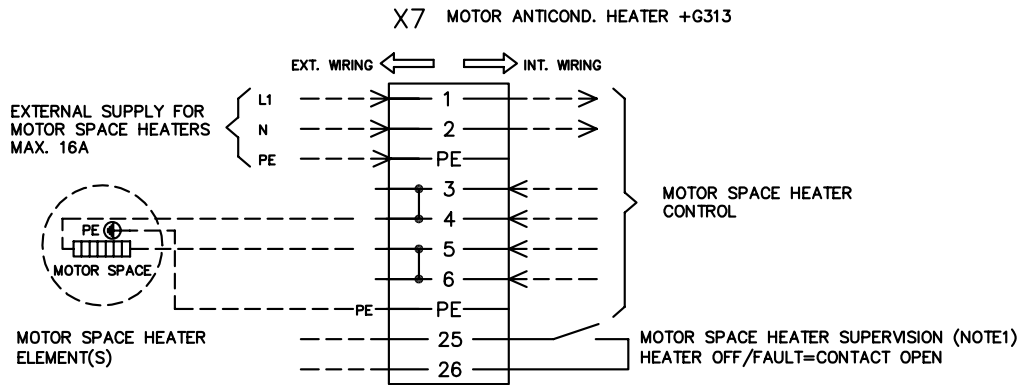 X7 MOTOR ANTICOND. HEATER +G313
EXT. WIRING INT. WIRING
EXTERNAL SUPPLY FOR
MOTOR SPACE HEATERS
MAX. 16A
L1
N
PE
1
2
PE
3
4
5
6
PE
25
26
MOTOR SPACE HEATER
CONTROL
PE
MOTOR SPACE
PE
MOTOR SPACE HEATER
ELEMENT(S)
MOTOR SPACE HEATER SUPERVISION (NOTE1)
HEATER OFF/FAULT=CONTACT OPEN